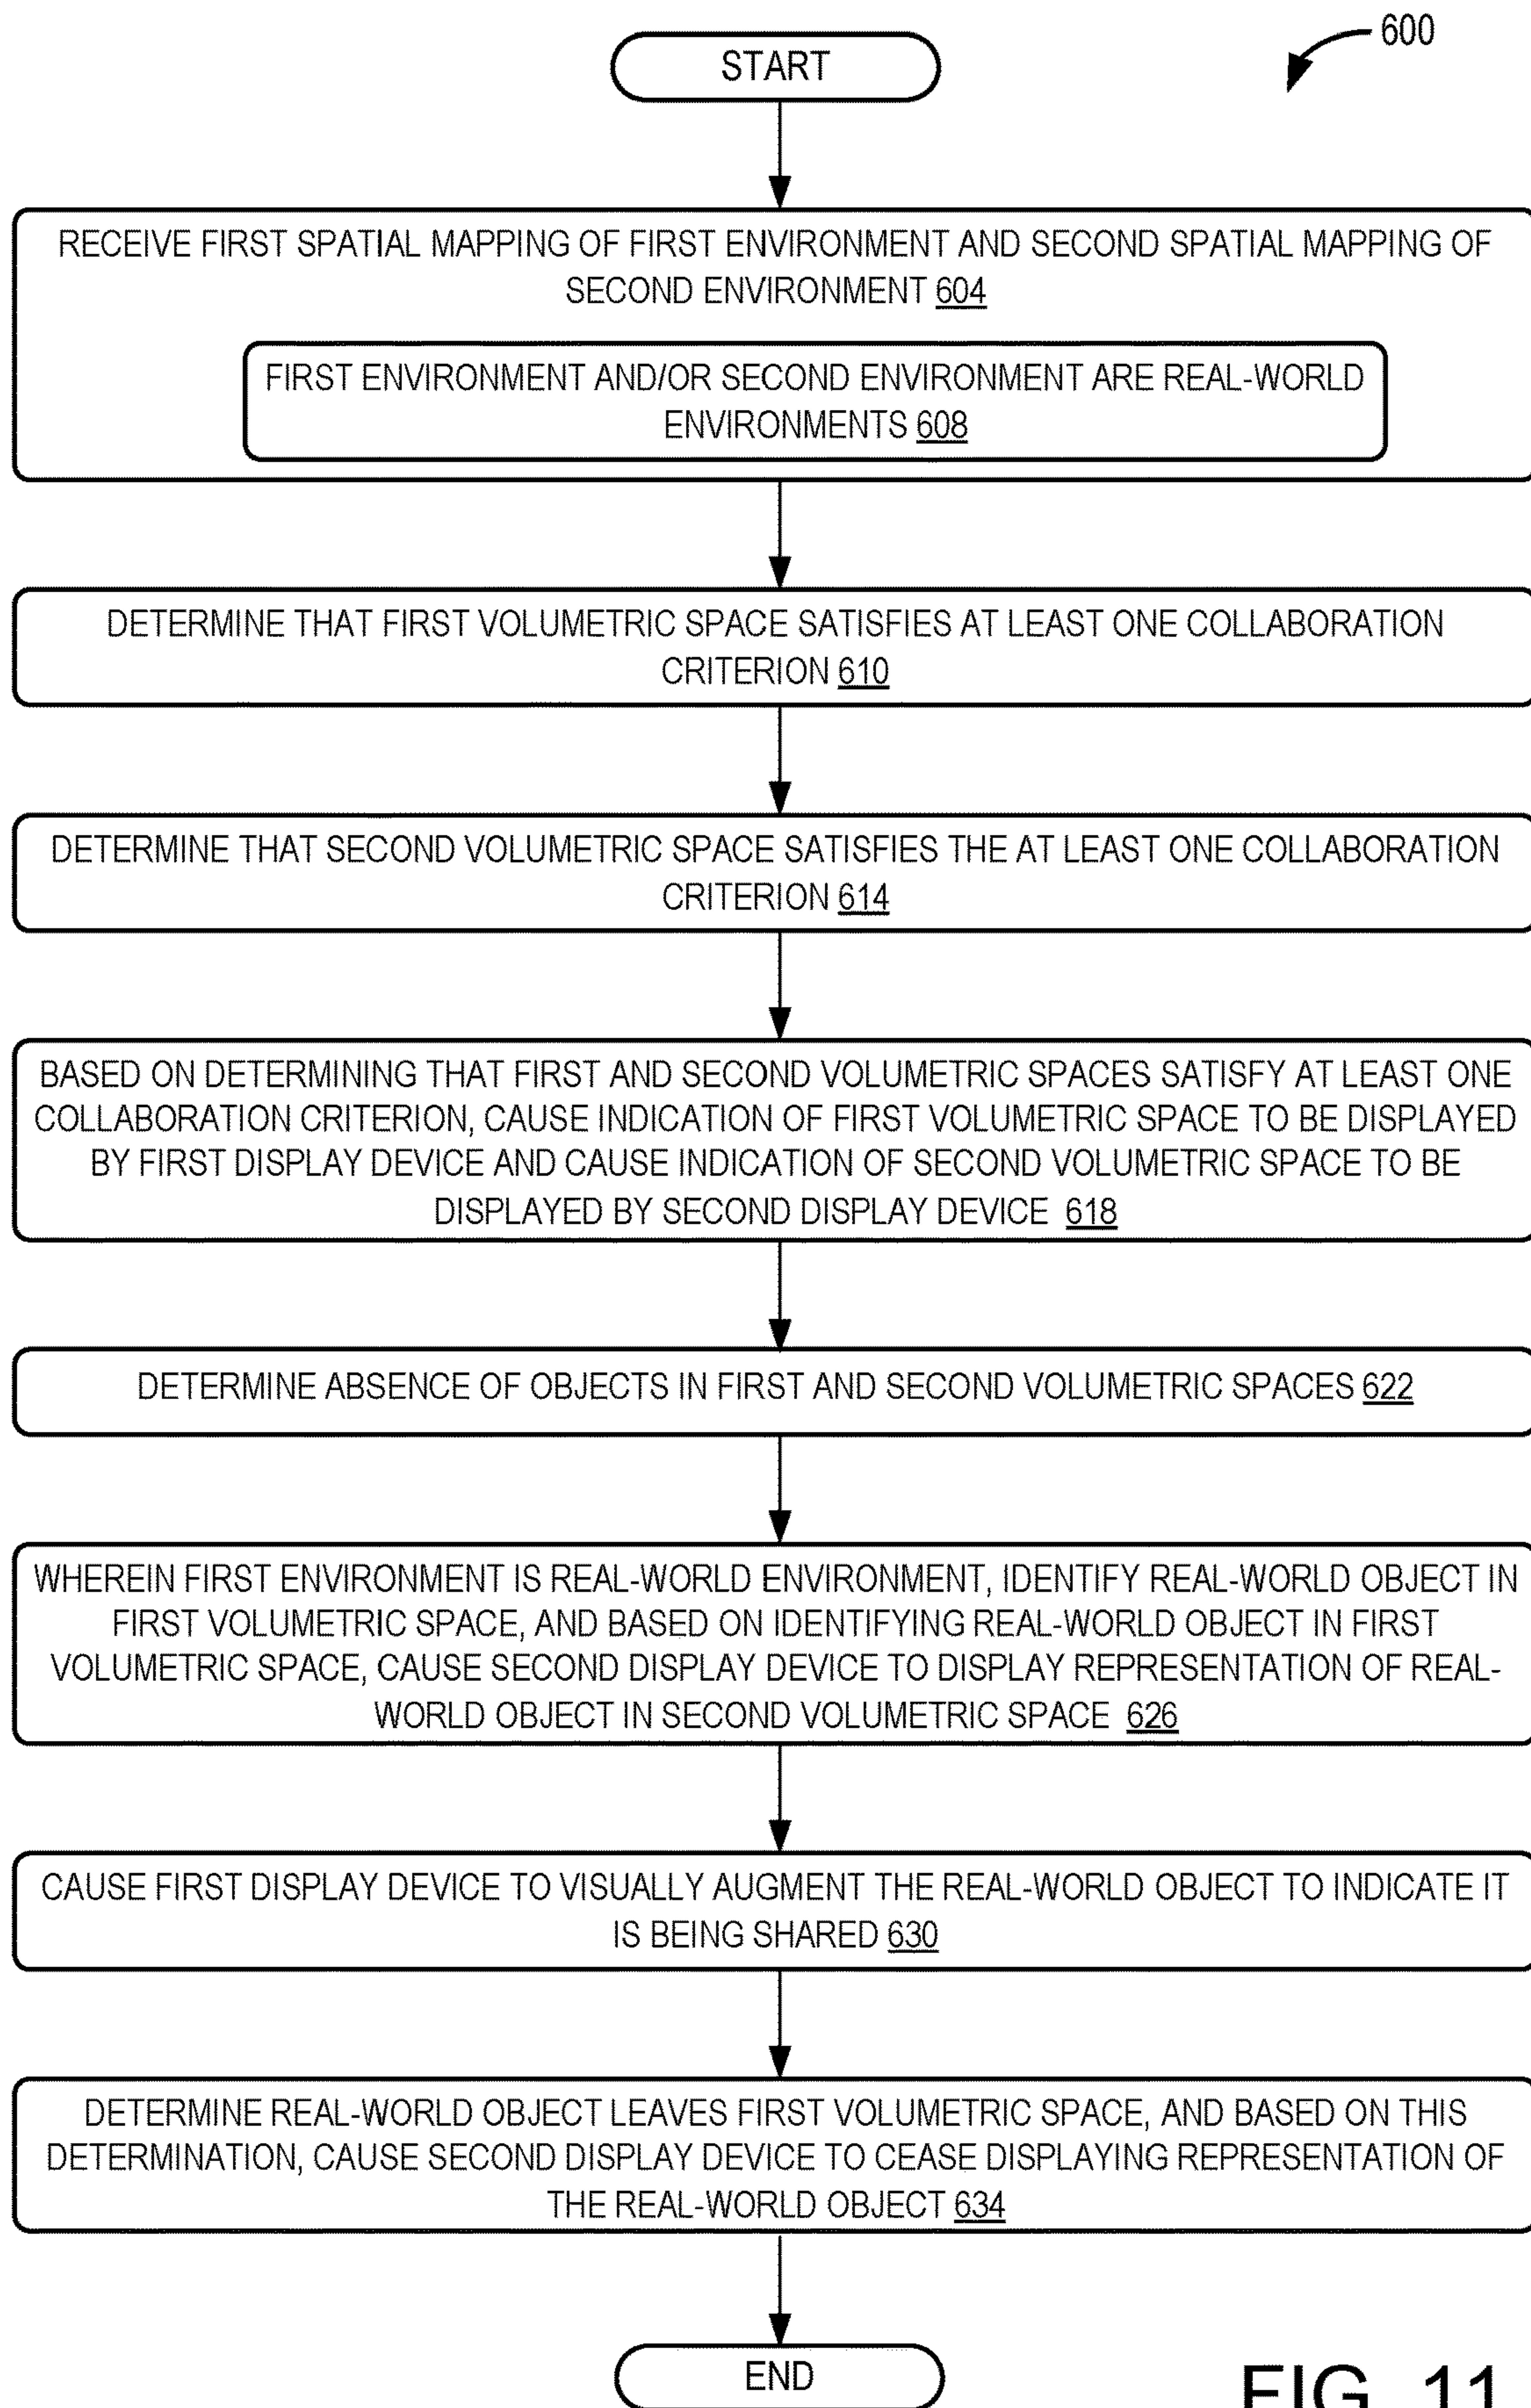 600
START
RECEIVE FIRST SPATIAL MAPPING OF FIRST ENVIRONMENT AND SECOND SPATIAL MAPPING OF
SECOND ENVIRONMENT 604
FIRST ENVIRONMENT AND/OR SECOND ENVIRONMENT ARE REAL-WORLD
ENVIRONMENTS 608
DETERMINE THAT FIRST VOLUMETRIC SPACE SATISFIES AT LEAST ONE COLLABORATION
CRITERION 610
DETERMINE THAT SECOND VOLUMETRIC SPACE SATISFIES THE AT LEAST ONE COLLABORATION
CRITERION 614
BASED ON DETERMINING THAT FIRST AND SECOND VOLUMETRIC SPACES SATISFY AT LEAST ONE
COLLABORATION CRITERION, CAUSE INDICATION OF FIRST VOLUMETRIC SPACE TO BE DISPLAYED
BY FIRST DISPLAY DEVICE AND CAUSE INDICATION OF SECOND VOLUMETRIC SPACE TO BE
DISPLAYED BY SECOND DISPLAY DEVICE 618
DETERMINE ABSENCE OF OBJECTS IN FIRST AND SECOND VOLUMETRIC SPACES 622
WHEREIN FIRST ENVIRONMENT IS REAL-WORLD ENVIRONMENT, IDENTIFY REAL-WORLD OBJECT IN
FIRST VOLUMETRIC SPACE, AND BASED ON IDENTIFYING REAL-WORLD OBJECT IN FIRST
VOLUMETRIC SPACE, CAUSE SECOND DISPLAY DEVICE TO DISPLAY REPRESENTATION OF REAL-
WORLD OBJECT IN SECOND VOLUMETRIC SPACE 626
CAUSE FIRST DISPLAY DEVICE TO VISUALLY AUGMENT THE REAL-WORLD OBJECT TO INDICATE IT
IS BEING SHARED 630
DETERMINE REAL-WORLD OBJECT LEAVES FIRST VOLUMETRIC SPACE, AND BASED ON THIS
DETERMINATION, CAUSE SECOND DISPLAY DEVICE TO CEASE DISPLAYING REPRESENTATION OF
THE REAL-WORLD OBJECT 634
END
FIG. 11